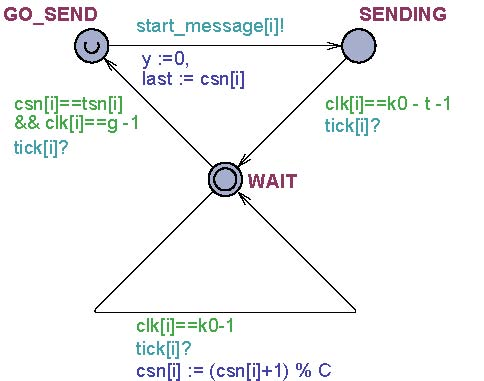 GO_SEND
start_message[i]!
SENDING
y :=0,
last := csn[i]
csn[i]==tsn[i]
&& clk[i]==g -1
tick[i]?
clk[i]==k0 - t -1
tick[i]?
WAIT
clk[i]==k0-1
tick[i]?
csn[i] := (csn[i]+1) % C